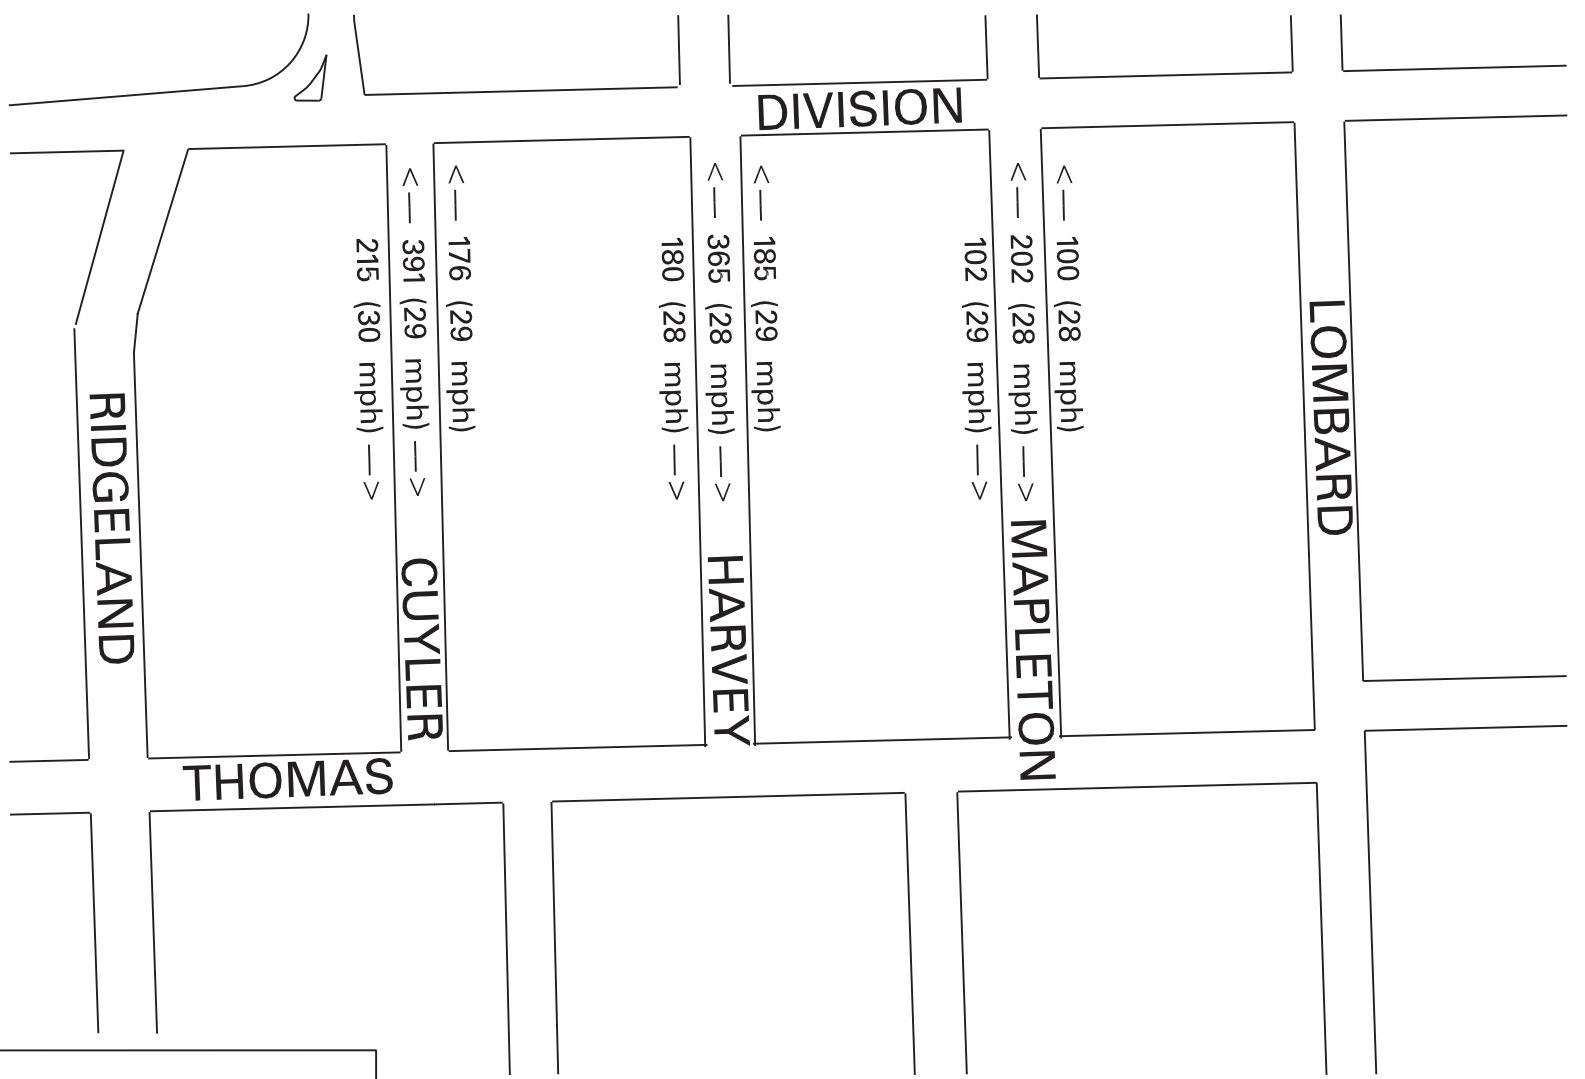 DIVISION
215 (30 mph) ⟶
⟵ 391 (29 mph) ⟶
⟵ 176 (29 mph)
180 (28 mph) ⟶
⟵ 365 (28 mph) ⟶
⟵ 185 (29 mph)
102 (29 mph) ⟶
⟵ 202 (28 mph) ⟶
⟵ 100 (28 mph)
RIDGELAND
CUYLER
HARVEY
MAPLETON
LOMBARD
THOMAS